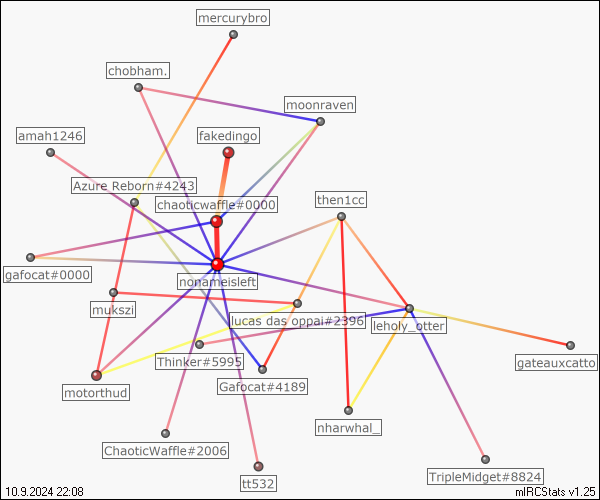 mercurybro
chobham.
moonraven
amah1246
fakedingo
Azure Reborn#4243
then1cc
chaoticwaffle#0000
gafocat#0000
nonameisleft
mukszi
lucas das oppai#2396
leholy_otter
Thinker#5995
gateauxcatto
motorthud
Gafocat#4189
nharwhal_
ChaoticWaffle#2006
TripleMidget#8824
tt532
10.9.2024 22:08
mIRCStats v1.25